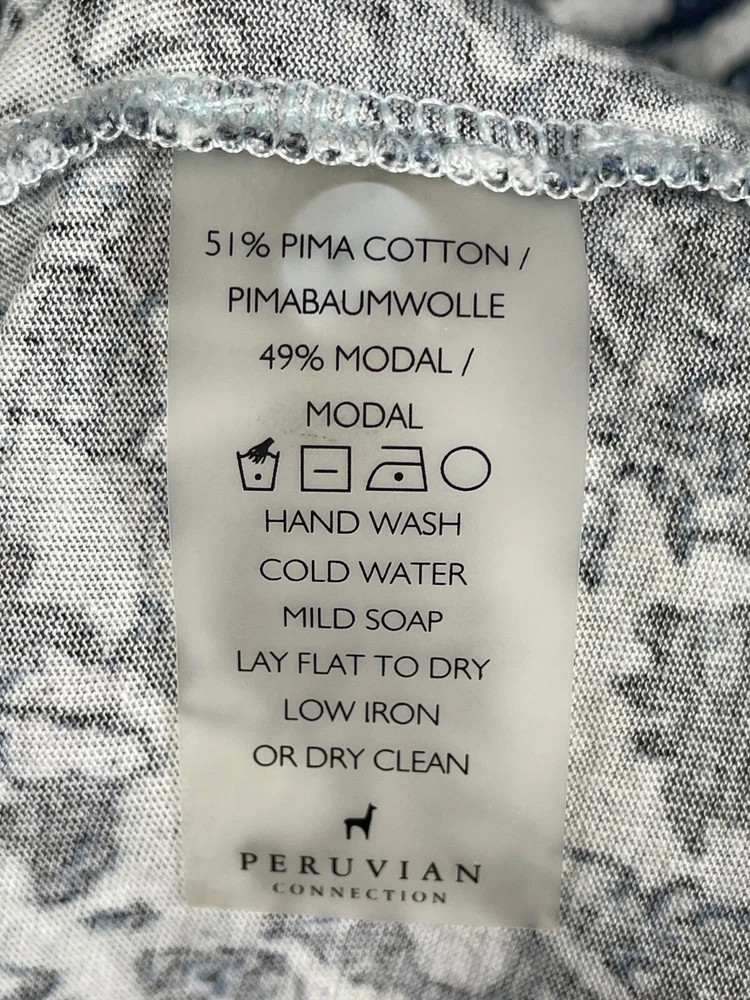 51% PIMA COTTON /
PIMABAUMWOLLE
49% MODAL /
MODAL
HAND WASH
COLD WATER
MILD SOAP
LAY FLAT TO DRY
LOW IRON
OR DRY CLEAN
PERUVIAN
CONNECTION